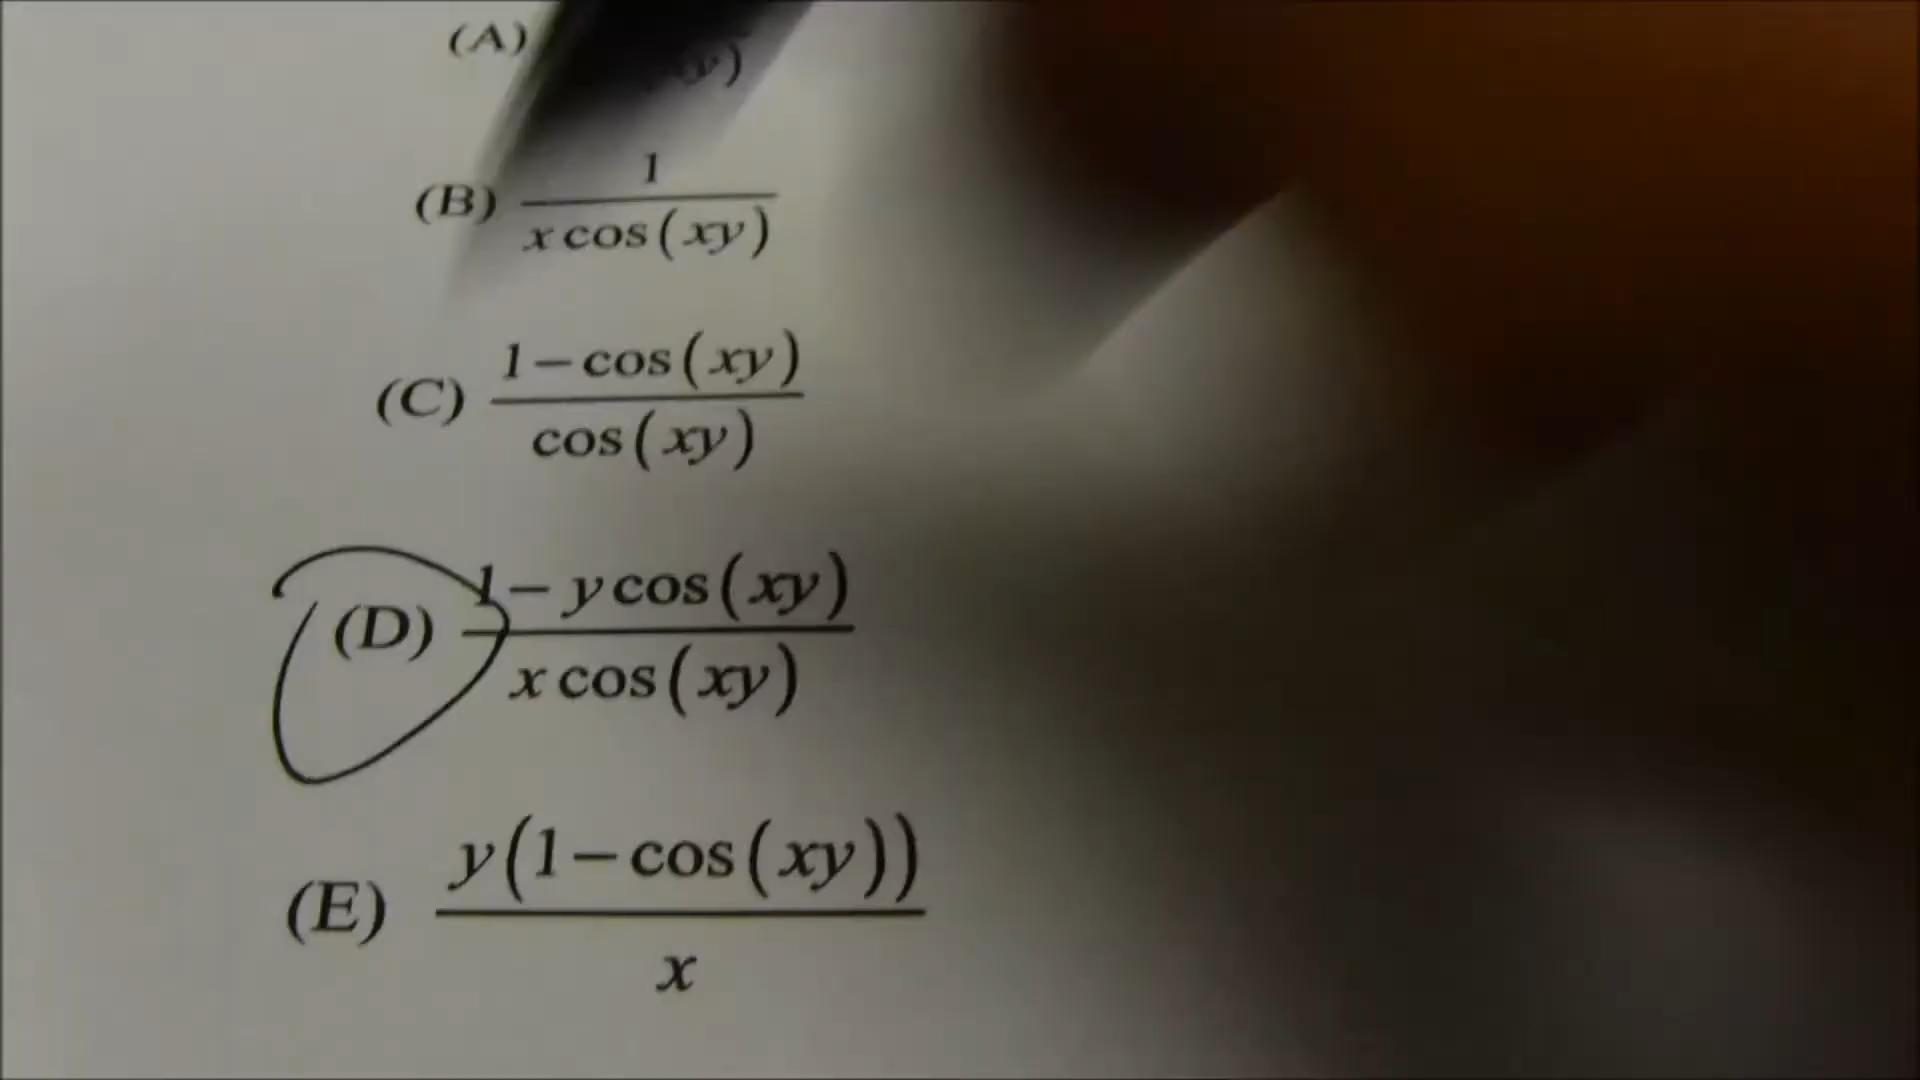 (A) y)
(B) 1
x cos(xy)
(C) 1−cos(xy)
cos(xy)
(D) 1−y cos(xy)
x cos(xy)
(E) y(1−cos(xy))
x